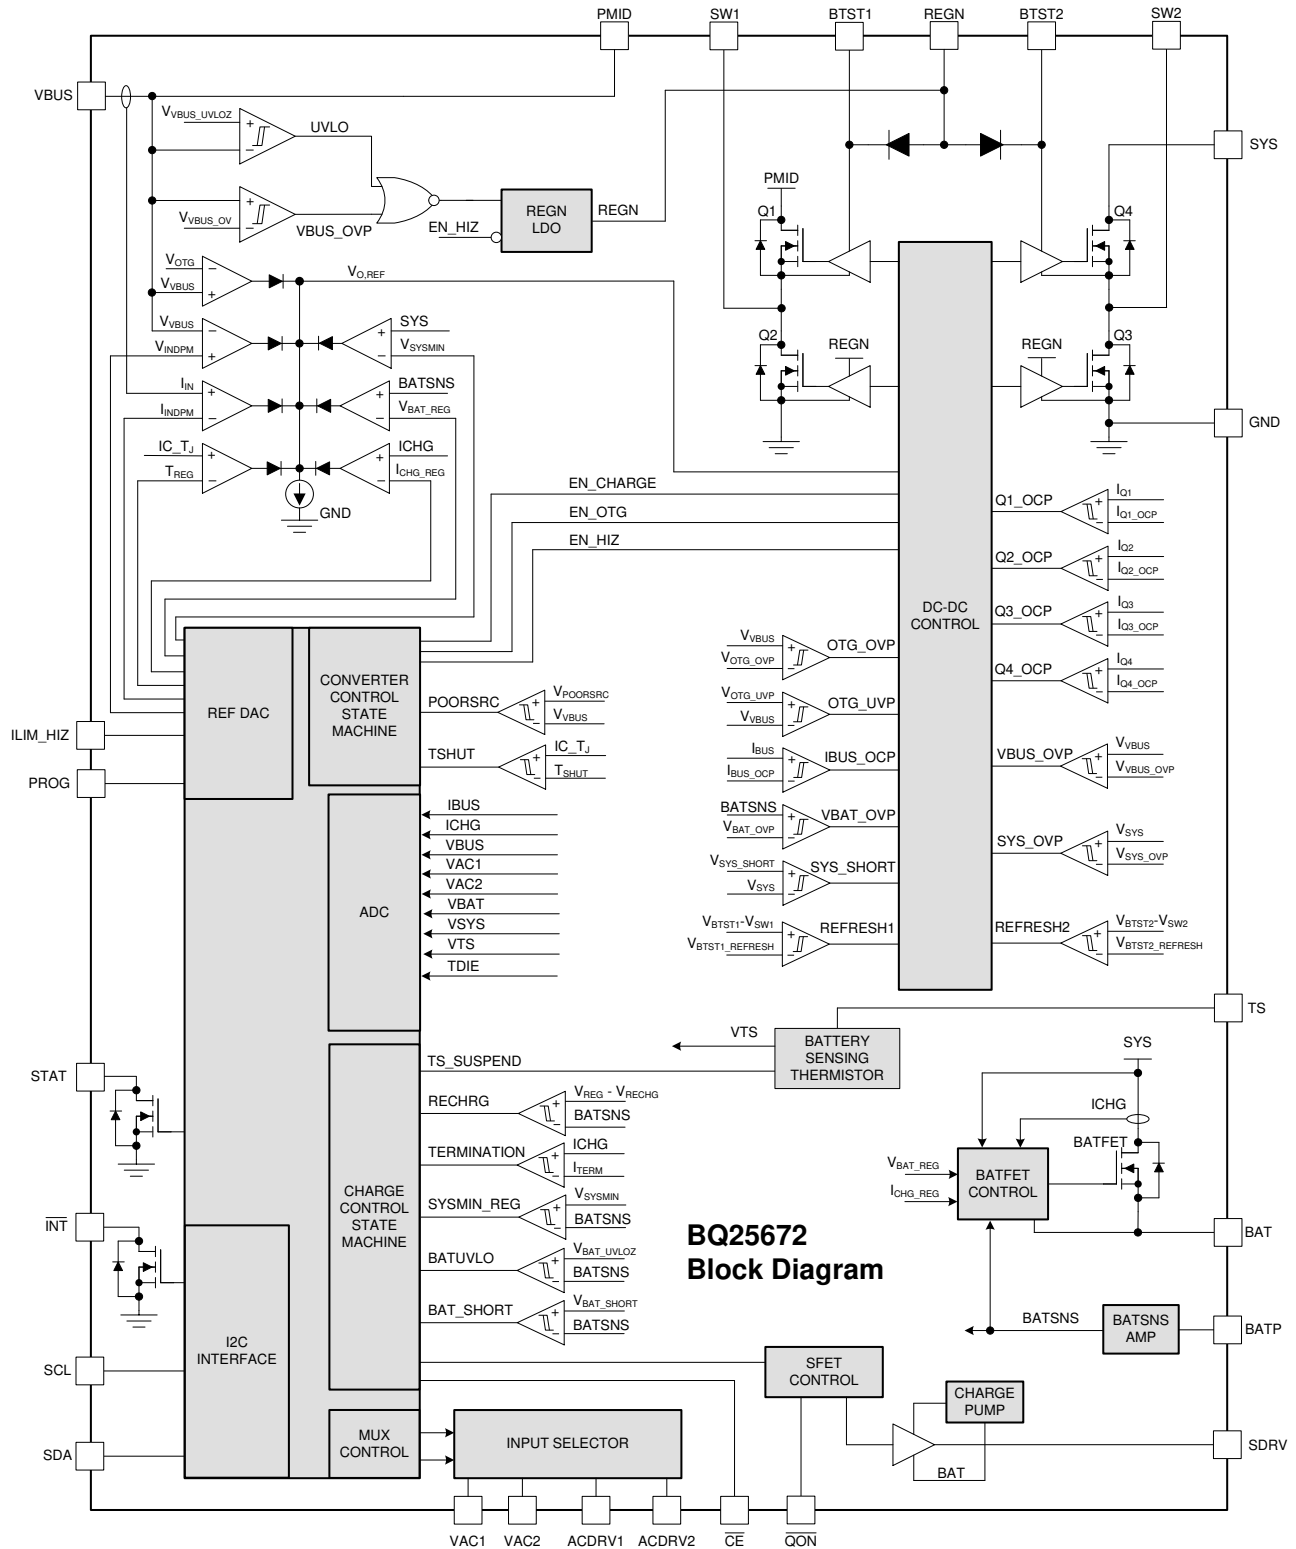 PMID
SW1
BTST1
REGN
BTST2
SW2
VBUS
V_VBUS_UVLOZ
UVLO
V_VBUS_OV
VBUS_OVP
EN_HIZ
REGN
LDO
REGN
SYS
PMID
Q1
Q4
V_OTG
V_VBUS
V_O,REF
V_VBUS
V_INDPM
SYS
V_SYSMIN
Q2
REGN
REGN
Q3
I_IN
I_INDPM
BATSNS
V_BAT_REG
GND
IC_T_J
T_REG
ICHG
I_CHG_REG
GND
EN_CHARGE
EN_OTG
EN_HIZ
DC-DC
CONTROL
Q1_OCP
I_Q1
I_Q1_OCP
Q2_OCP
I_Q2
I_Q2_OCP
Q3_OCP
I_Q3
I_Q3_OCP
Q4_OCP
I_Q4
I_Q4_OCP
V_VBUS
V_OTG_OVP
OTG_OVP
V_OTG_UVP
V_VBUS
OTG_UVP
I_BUS
I_BUS_OCP
IBUS_OCP
BATSNS
V_BAT_OVP
VBAT_OVP
V_SYS_SHORT
V_SYS
SYS_SHORT
V_BTST1-V_SW1
V_BTST1_REFRESH
REFRESH1
VBUS_OVP
V_VBUS
V_VBUS_OVP
SYS_OVP
V_SYS
V_SYS_OVP
REFRESH2
V_BTST2-V_SW2
V_BTST2_REFRESH
REF DAC
CONVERTER
CONTROL
STATE
MACHINE
POORSRC
V_POORSRC
V_VBUS
TSHUT
IC_T_J
T_SHUT
ILIM_HIZ
PROG
ADC
IBUS
ICHG
VBUS
VAC1
VAC2
VBAT
VSYS
VTS
TDIE
TS
VTS
BATTERY
SENSING
THERMISTOR
TS_SUSPEND
STAT
RECHRG
V_REG - V_RECHG
BATSNS
TERMINATION
ICHG
I_TERM
CHARGE
CONTROL
STATE
MACHINE
SYSMIN_REG
V_SYSMIN
BATSNS
BATUVLO
V_BAT_UVLOZ
BATSNS
BAT_SHORT
V_BAT_SHORT
BATSNS
BQ25672
Block Diagram
SYS
ICHG
BATFET
V_BAT_REG
I_CHG_REG
BATFET
CONTROL
BAT
BATSNS
BATSNS
AMP
BATP
INT
I2C
INTERFACE
SCL
SDA
SFET
CONTROL
CHARGE
PUMP
BAT
SDRV
MUX
CONTROL
INPUT SELECTOR
VAC1
VAC2
ACDRV1
ACDRV2
CE
QON